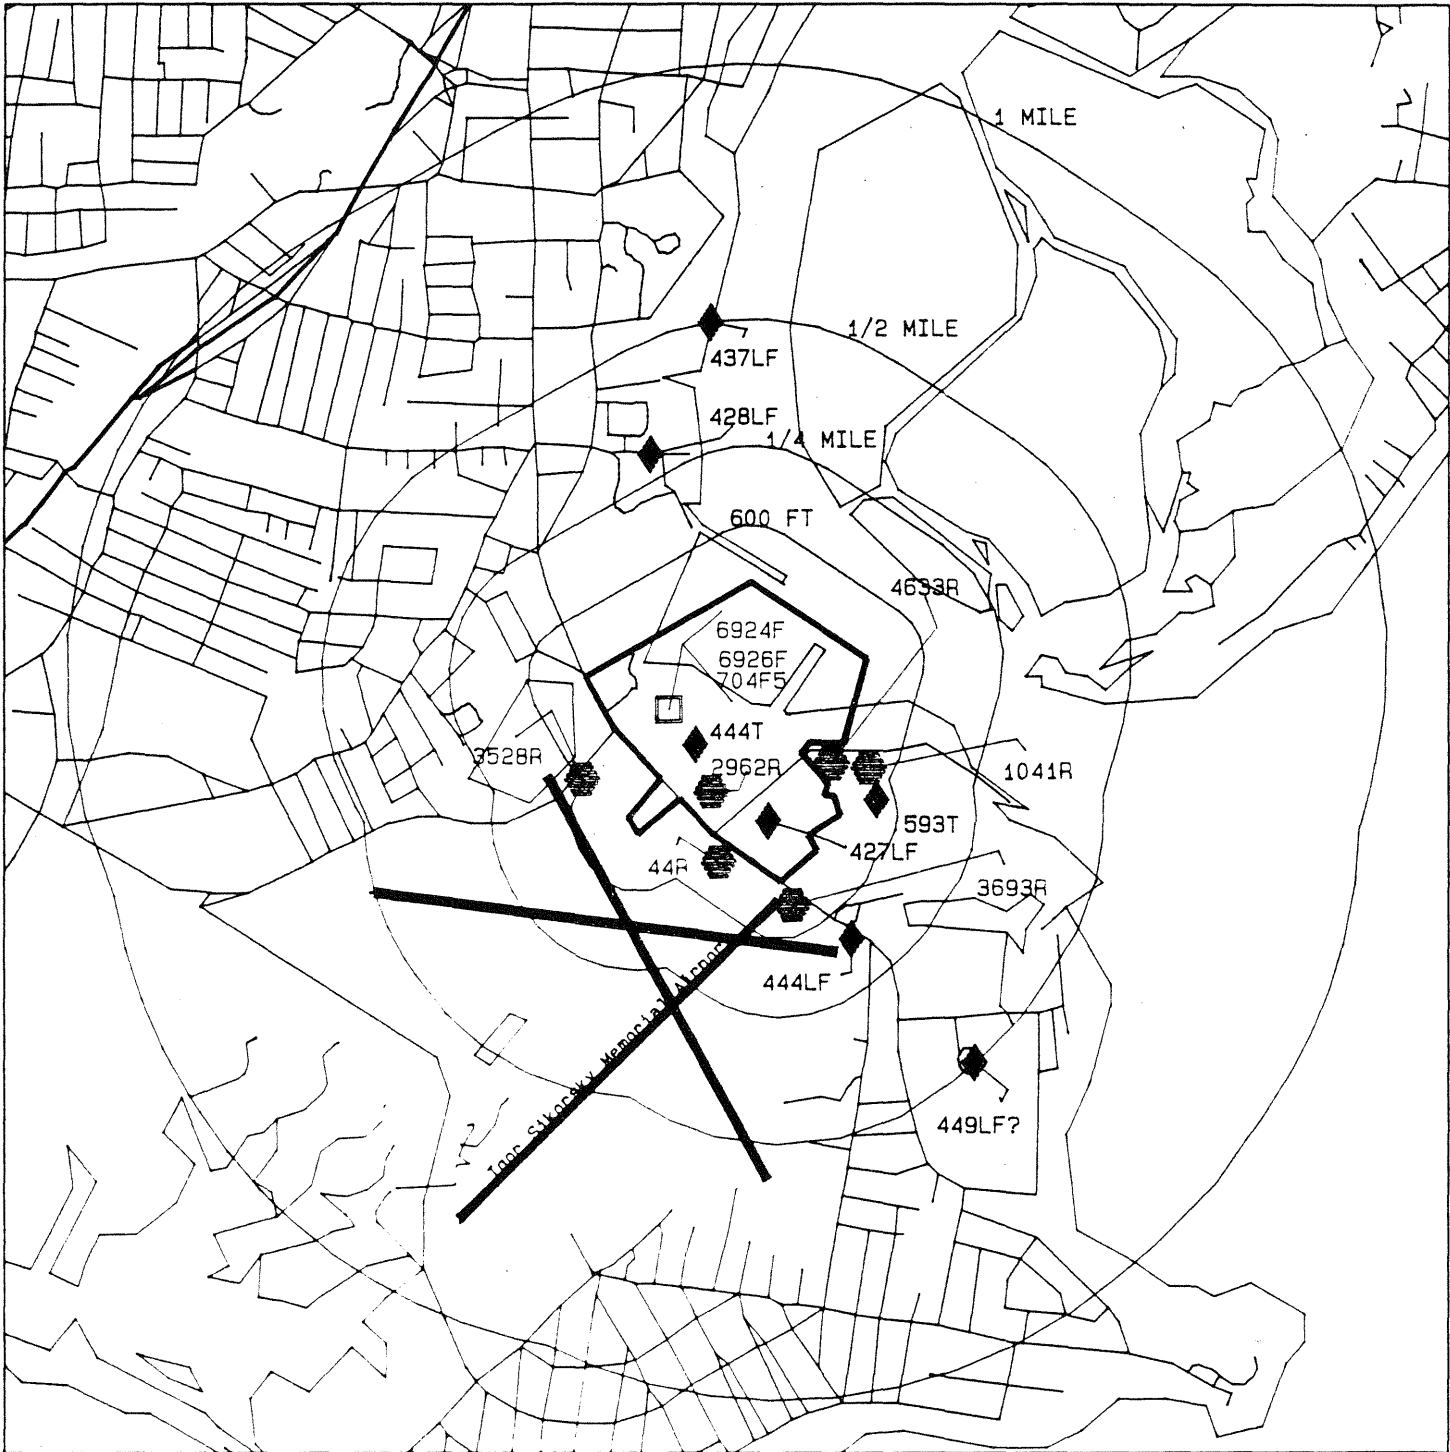 1 MILE
1/2 MILE
437LF
428LF
1/4 MILE
600 FT
4633R
6924F
6926F
704F5
444T
3528R
2962R
1041R
593T
427LF
44R
3693R
444LF
Igor Sikorsky Memorial Airport
449LF?